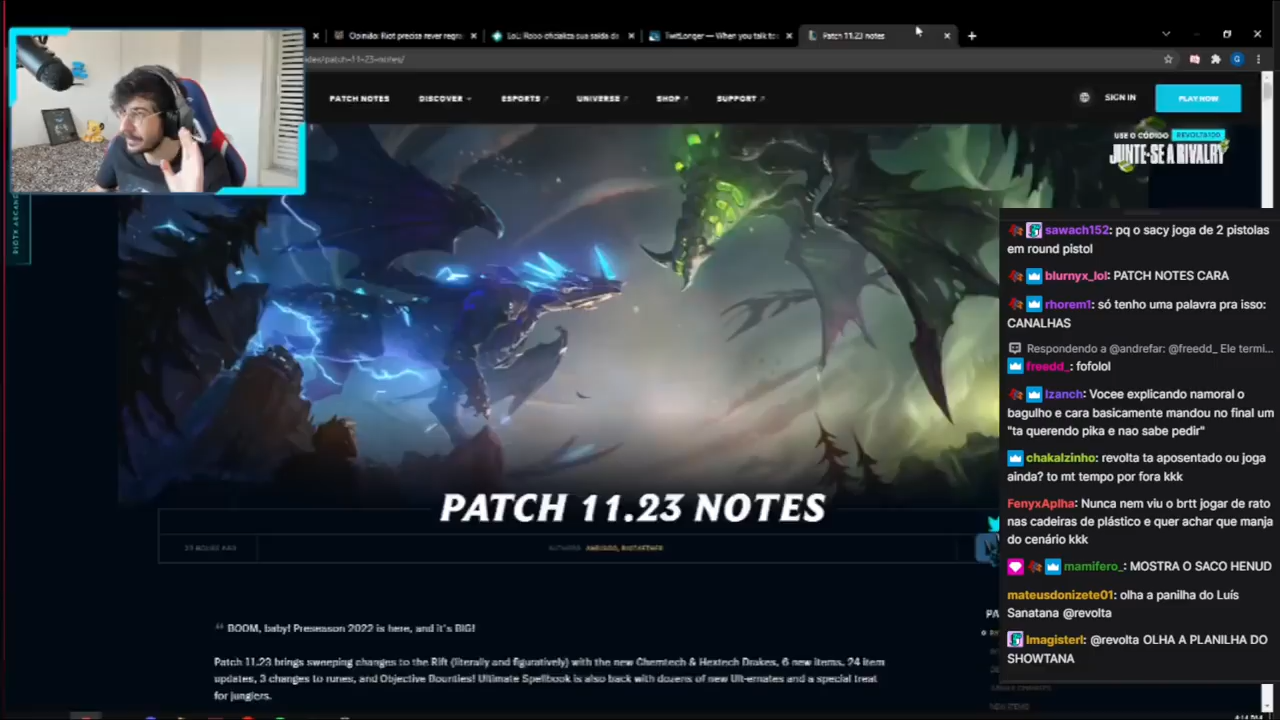 Opinião: Riot precisa rever regra
LoL: Robo oficializa sua saída da
TwitLonger — When you talk to
Patch 11.23 notes
PATCH NOTES
DISCOVER
ESPORTS
UNIVERSE
SHOP
SUPPORT
SIGN IN
PLAY NOW
USE O CÓDIGO
JUNTE-SE A RIVALRY
sawach152: pq o sacy joga de 2 pistolas
em round pistol
blurnyx_lol: PATCH NOTES CARA
rhorem1: só tenho uma palavra pra isso:
CANALHAS
Respondendo a @andrefar: @freedd_ Ele termi...
freedd_: fofolol
Izanch: Vocee explicando namoral o
bagulho e cara basicamente mandou no final um
"ta querendo pika e nao sabe pedir"
chakalzinho: revolta ta aposentado ou joga
ainda? to mt tempo por fora kkk
FenyxAplha: Nunca nem viu o brtt jogar de rato
nas cadeiras de plástico e quer achar que manja
do cenário kkk
mamifero_: MOSTRA O SACO HENUD
mateusdonizete01: olha a panilha do Luís
Sanatana @revolta
Imagisterl: @revolta OLHA A PLANILHA DO
SHOWTANA
PATCH 11.23 NOTES
BOOM, baby! Preseason 2022 is here, and it's BIG!
Patch 11.23 brings sweeping changes to the Rift (literally and figuratively) with the new Chemtech & Hextech Drakes, 6 new items, 24 item
updates, 3 changes to runes, and Objective Bounties! Ultimate Spellbook is also back with dozens of new Ult-ernates and a special treat
for junglers.